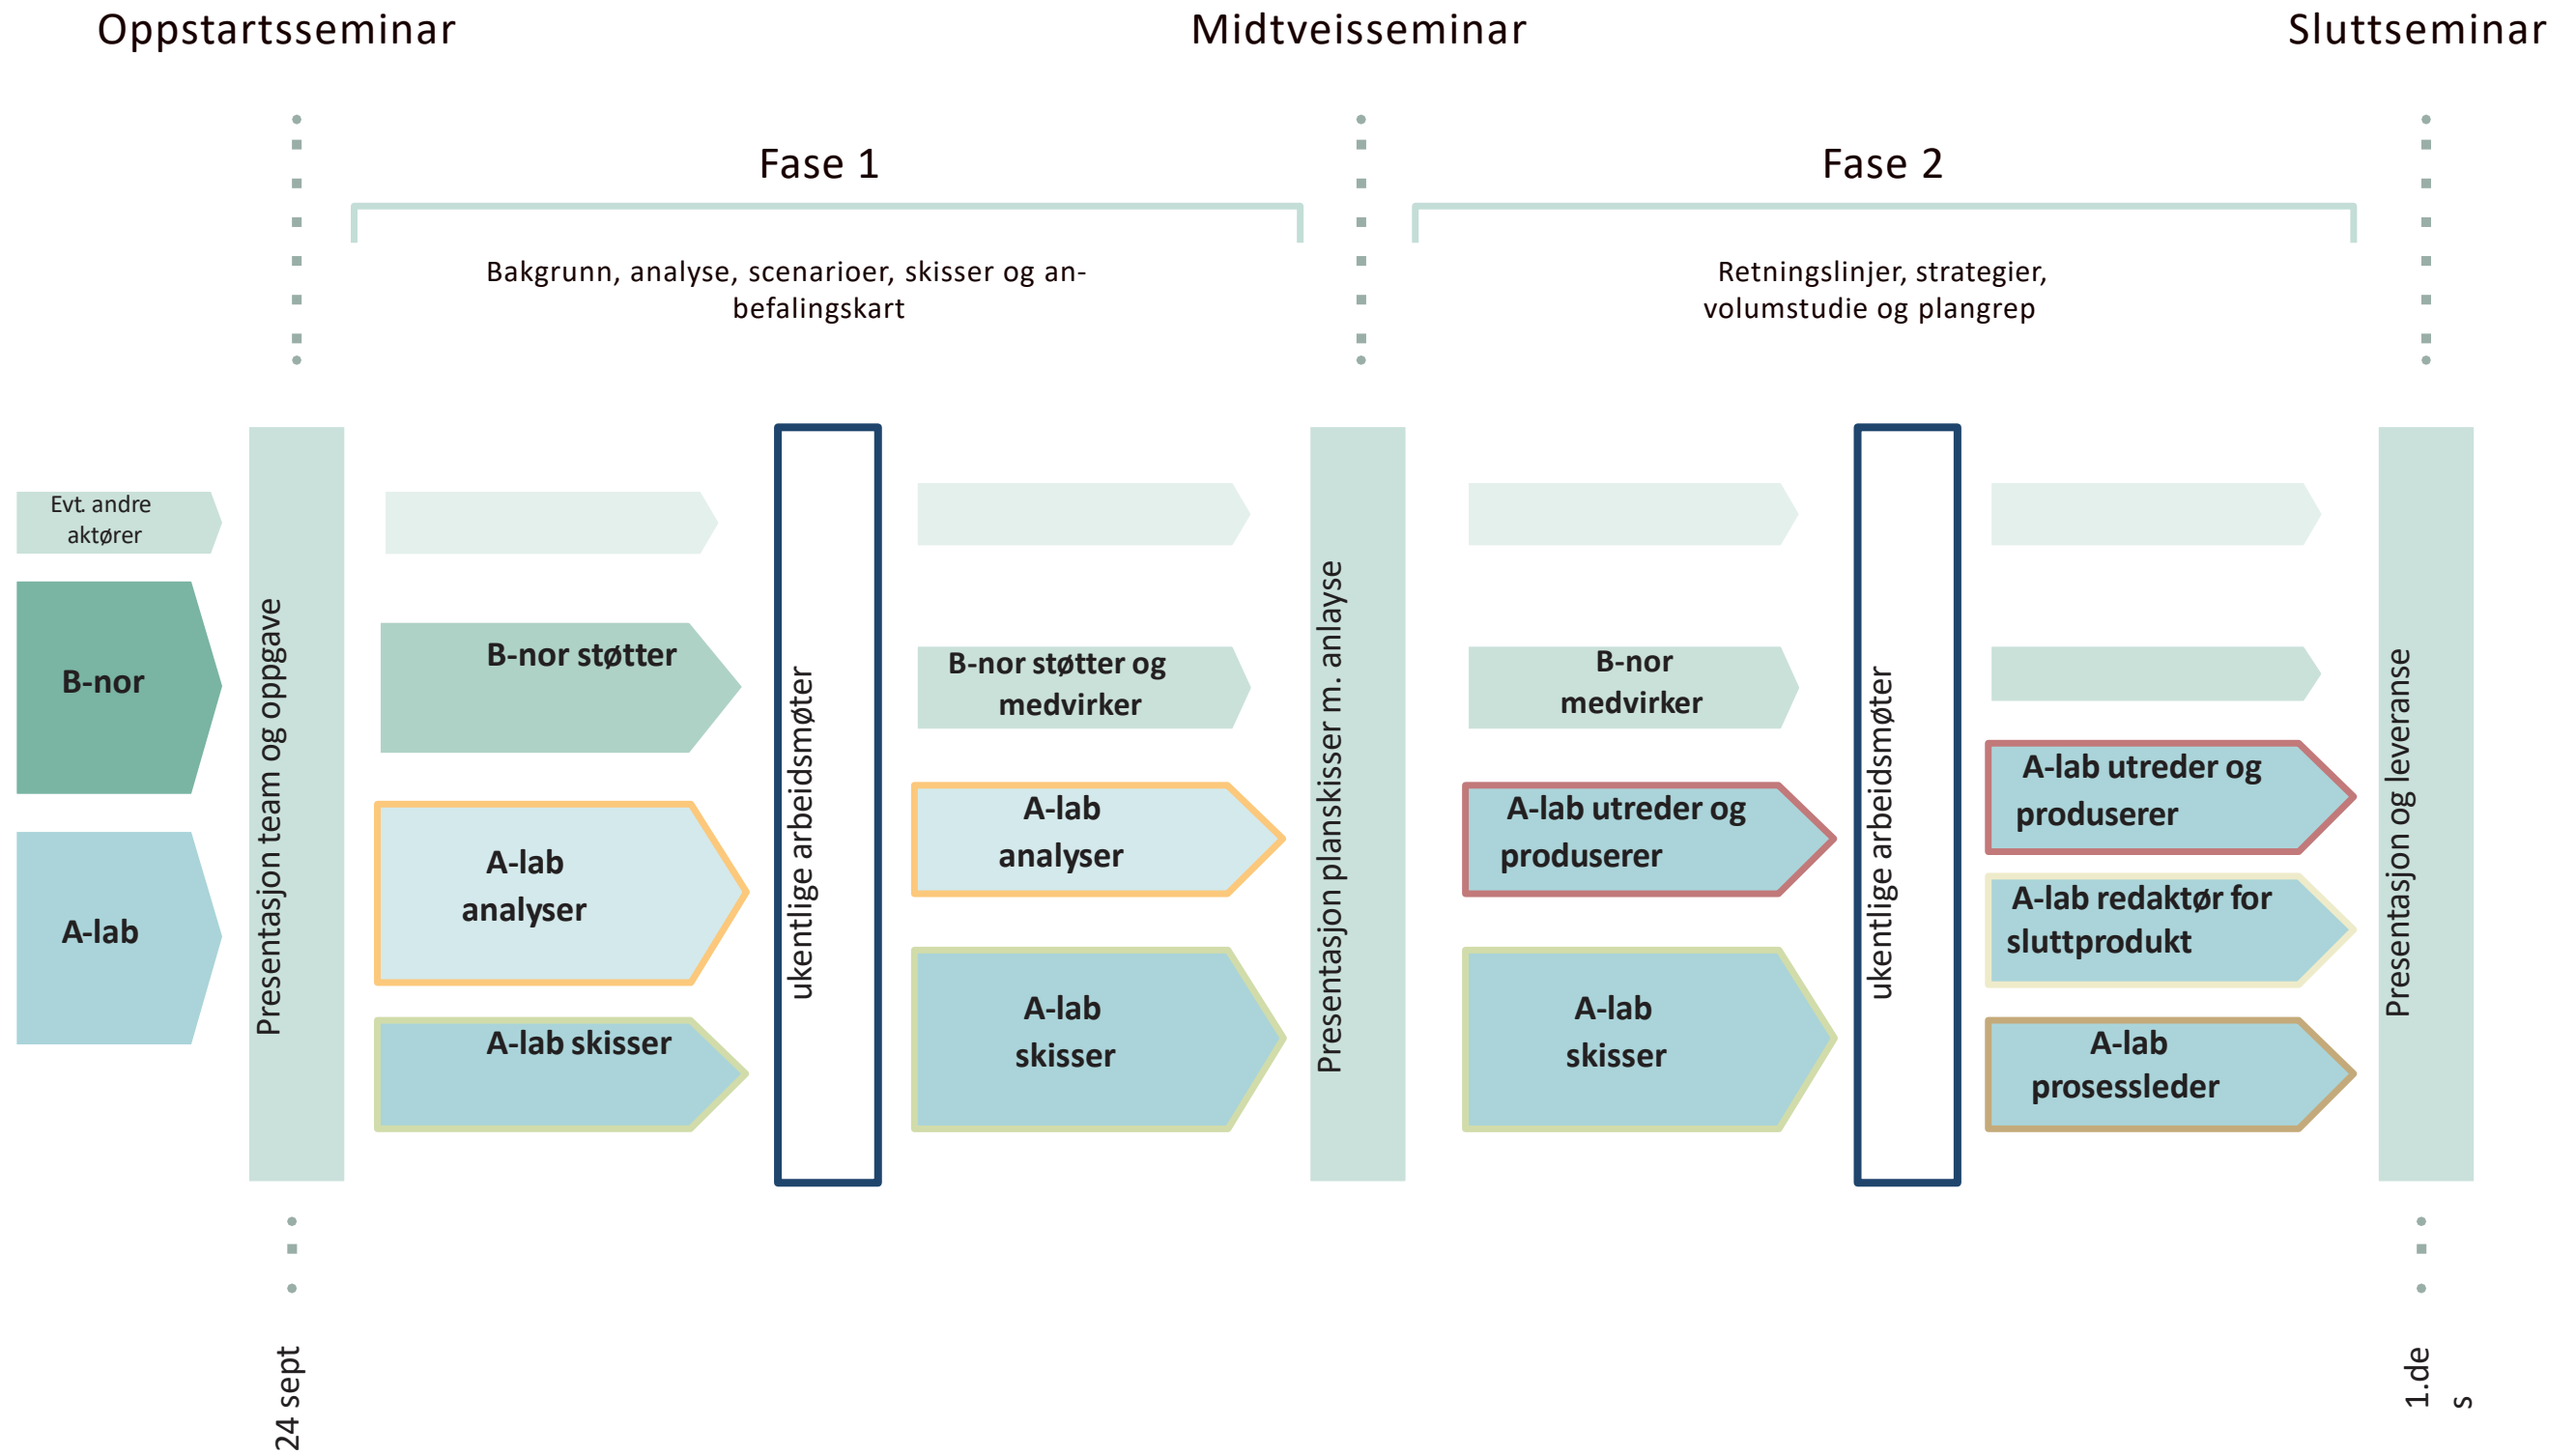 Oppstartsseminar
Midtveisseminar
Sluttseminar
Fase 1
Fase 2
Bakgrunn, analyse, scenarioer, skisser og an-
befalingskart
Retningslinjer, strategier,
volumstudie og plangrep
Evt. andre
aktører
B-nor
A-lab
Presentasjon team og oppgave
B-nor støtter
A-lab
analyser
A-lab skisser
ukentlige arbeidsmøter
B-nor støtter og
medvirker
A-lab
analyser
A-lab
skisser
Presentasjon planskisser m. anlayse
B-nor
medvirker
A-lab utreder og
produserer
A-lab
skisser
ukentlige arbeidsmøter
A-lab utreder og
produserer
A-lab redaktør for
sluttprodukt
A-lab
prosessleder
Presentasjon og leveranse
24 sept
1.de
s